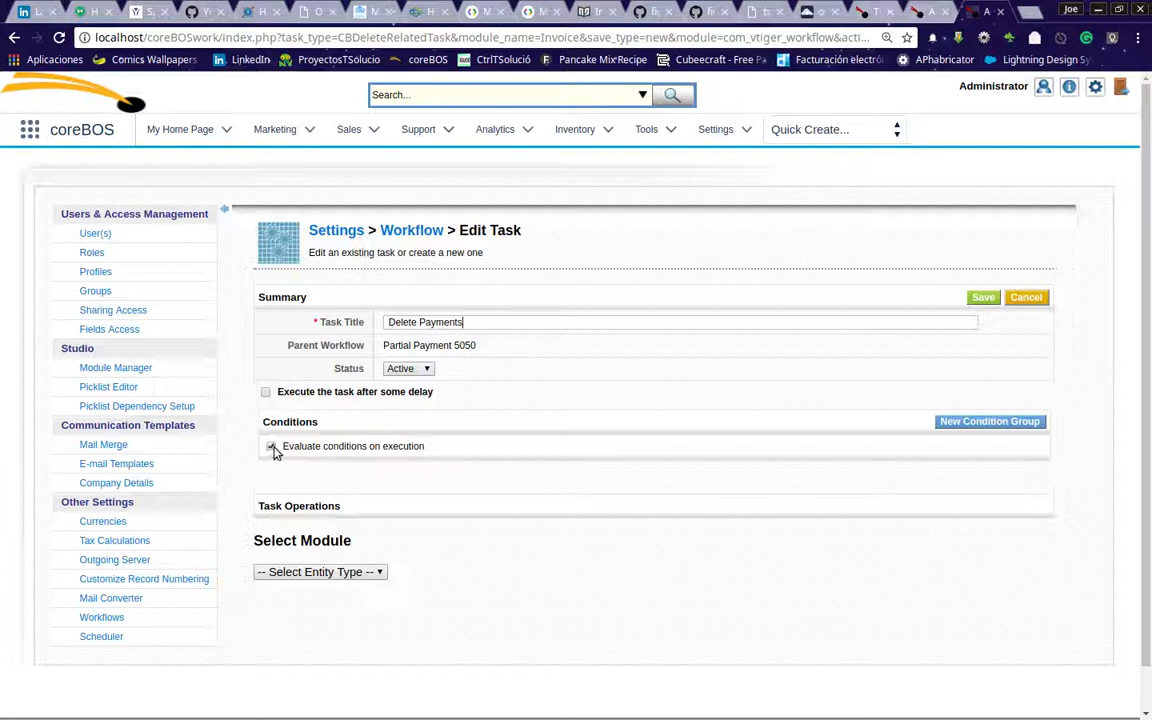 Joe
localhost/coreBOSwork/index.php?task_type=CBDeleteRelatedTask&module_name=Invoice&save_type=new&module=com_vtiger_workflow&acti...
Aplicaciones Comics Wallpapers LinkedIn ProyectosTSolucio coreBOS CtrlTSolució Pancake MixRecipe Cubeecraft - Free Pa Facturación electró APhabricator Lightning Design Sy
Administrator
Search...
coreBOS My Home Page Marketing Sales Support Analytics Inventory Tools Settings Quick Create...
Users & Access Management
User(s)
Roles
Profiles
Groups
Sharing Access
Fields Access
Studio
Module Manager
Picklist Editor
Picklist Dependency Setup
Communication Templates
Mail Merge
E-mail Templates
Company Details
Other Settings
Currencies
Tax Calculations
Outgoing Server
Customize Record Numbering
Mail Converter
Workflows
Scheduler
Settings > Workflow > Edit Task
Edit an existing task or create a new one
Summary Save Cancel
* Task Title Delete Payments
Parent Workflow Partial Payment 5050
Status Active
Execute the task after some delay
Conditions New Condition Group
Evaluate conditions on execution
Task Operations
Select Module
-- Select Entity Type --